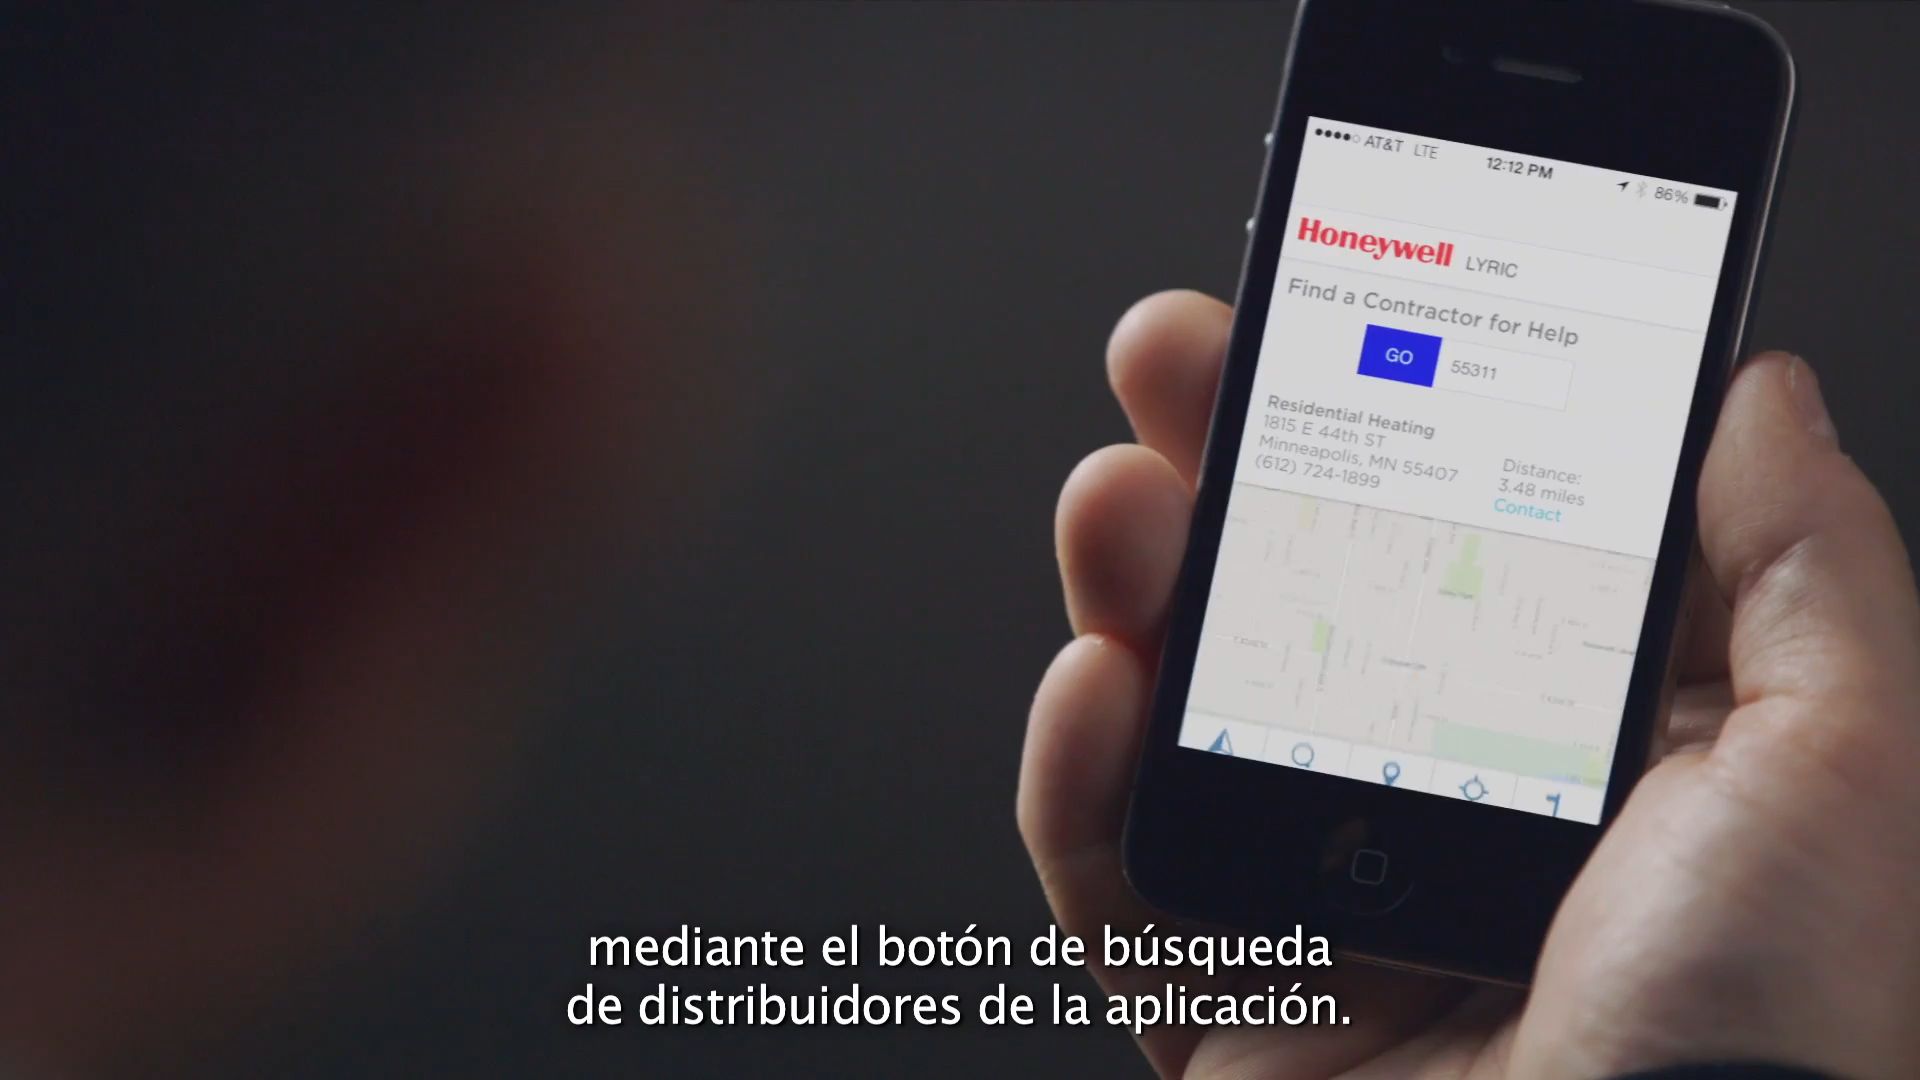 AT&T LTE 12:12 PM 86%
Honeywell LYRIC
Find a Contractor for Help
GO 55311
Residential Heating
1815 E 44th ST
Minneapolis, MN 55407
(612) 724-1899
Distance:
3.48 miles
Contact
mediante el botón de búsqueda
de distribuidores de la aplicación.